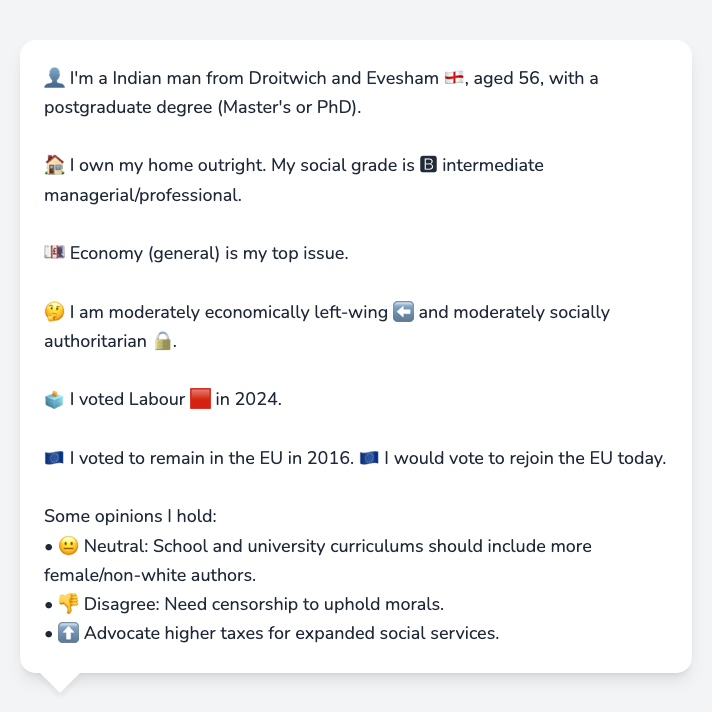 👤 I'm a Indian man from Droitwich and Evesham 🏴󠁧󠁢󠁥󠁮󠁧󠁿, aged 56, with a
postgraduate degree (Master's or PhD).
🏠 I own my home outright. My social grade is 🅱 intermediate
managerial/professional.
💷 Economy (general) is my top issue.
🤔 I am moderately economically left-wing ⬅️ and moderately socially
authoritarian 🔒.
🗳️ I voted Labour 🟥 in 2024.
🇪🇺 I voted to remain in the EU in 2016. 🇪🇺 I would vote to rejoin the EU today.
Some opinions I hold:
• 😐 Neutral: School and university curriculums should include more
female/non-white authors.
• 👎 Disagree: Need censorship to uphold morals.
• ⬆️ Advocate higher taxes for expanded social services.